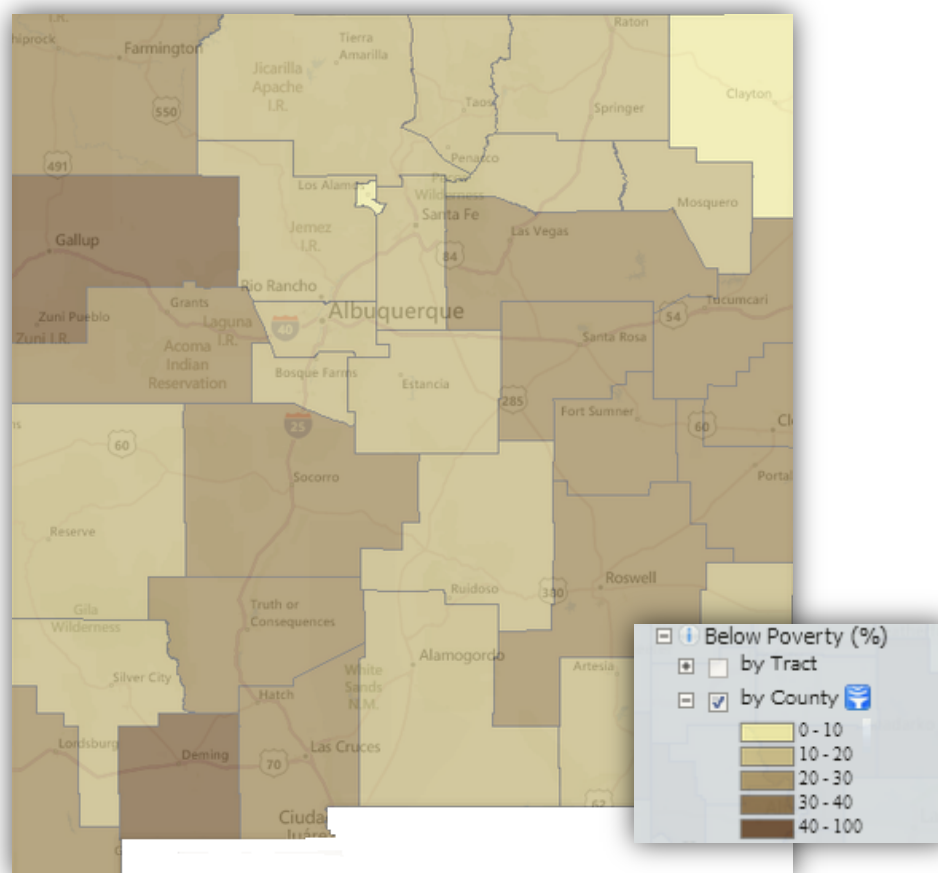 I.R.
hiprock
Farmington
Tierra
Amarilla
Raton
Jicarilla
Apache
I.R.
Taos
Clayton
550
Springer
491
Penasco
Los Alamos
Wilderness
Mosquero
Santa Fe
Jemez
I.R.
Las Vegas
Gallup
84
Rio Rancho
Grants
Albuquerque
Tucumcari
Zuni Pueblo
Laguna
I.R.
40
54
Zuni I.R.
Acoma
Indian
Reservation
Santa Rosa
Bosque Farms
Estancia
285
Fort Sumner
25
60
60
Cl
Socorro
Portal
Reserve
Ruidoso
380
Roswell
Gila
Wilderness
Truth or
Consequences
Alamogordo
White
Sands
N.M.
Artesia
Silver City
Hatch
Lordsburg
Deming
Las Cruces
70
Ciuda
Juárez
62
Below Poverty (%)
by Tract
by County
0 - 10
10 - 20
20 - 30
30 - 40
40 - 100